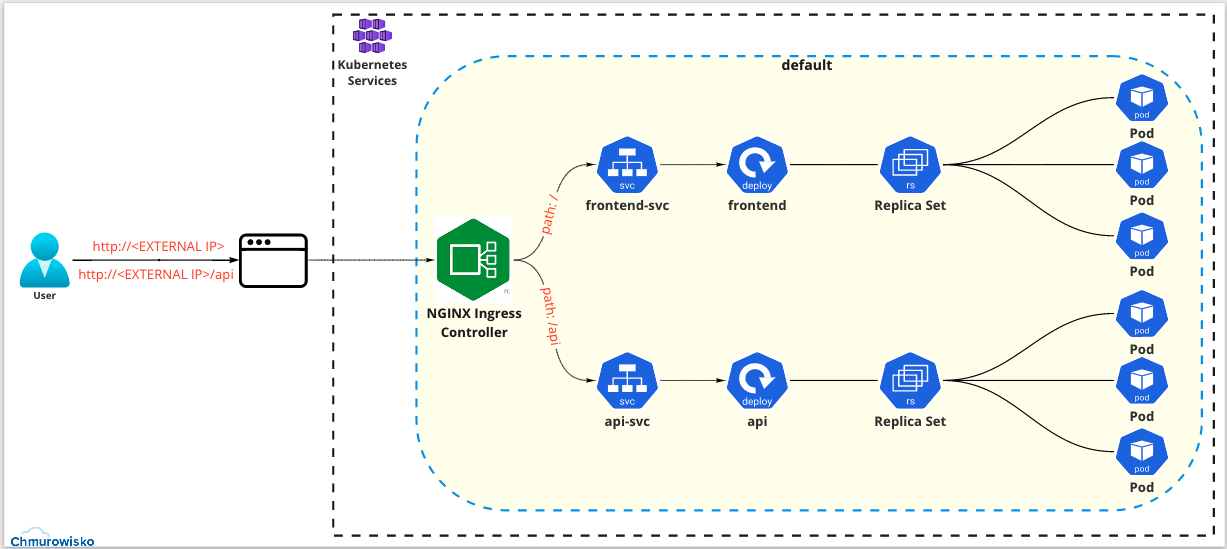 Kubernetes
Services
default
http://<EXTERNAL IP>
http://<EXTERNAL IP>/api
User
NGINX Ingress
Controller
(R)
path: /
path: /api
svc
frontend-svc
deploy
frontend
rs
Replica Set
pod
Pod
pod
Pod
pod
Pod
svc
api-svc
deploy
api
rs
Replica Set
pod
Pod
pod
Pod
pod
Pod
Chmurowisko